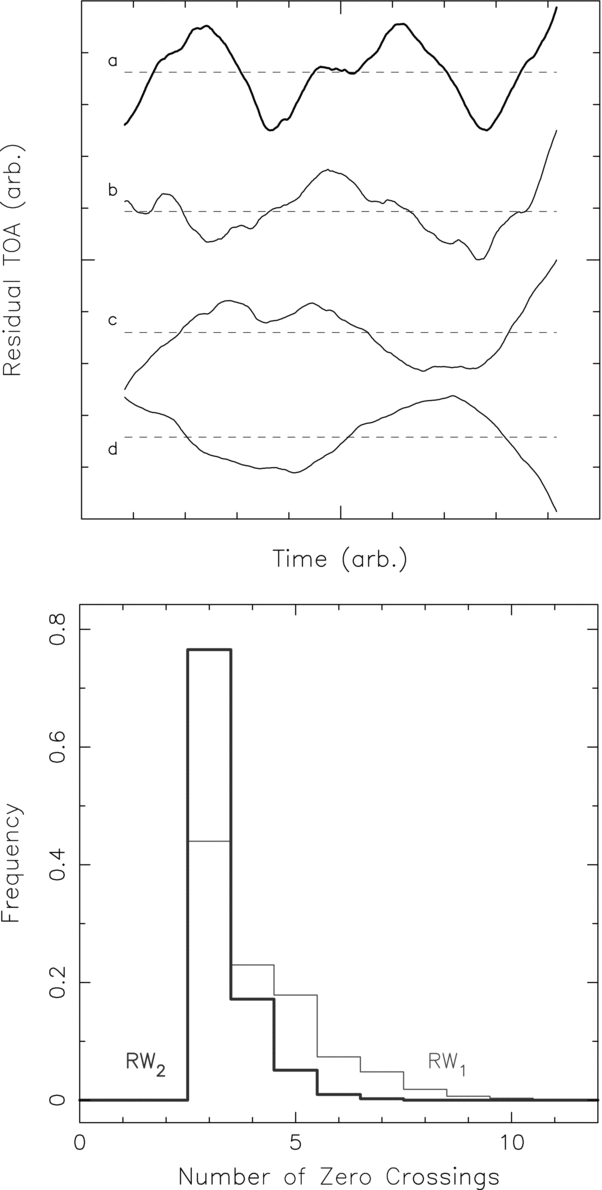 Residual TOA (arb.)
a
b
c
d
Time (arb.)
Frequency
0.8
0.6
0.4
0.2
0
RW2
RW1
0 5 10
Number of Zero Crossings